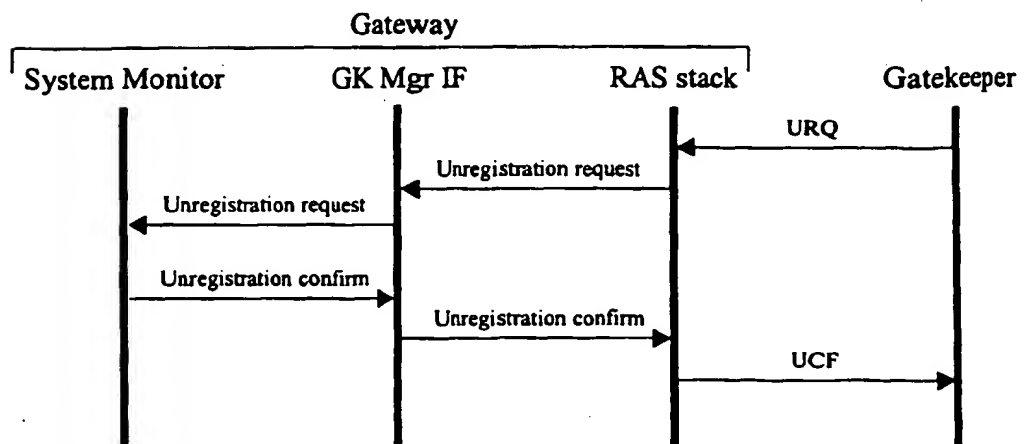 Gateway
System Monitor GK Mgr IF RAS stack Gatekeeper
URQ
Unregistration request
Unregistration request
Unregistration confirm
Unregistration confirm
UCF